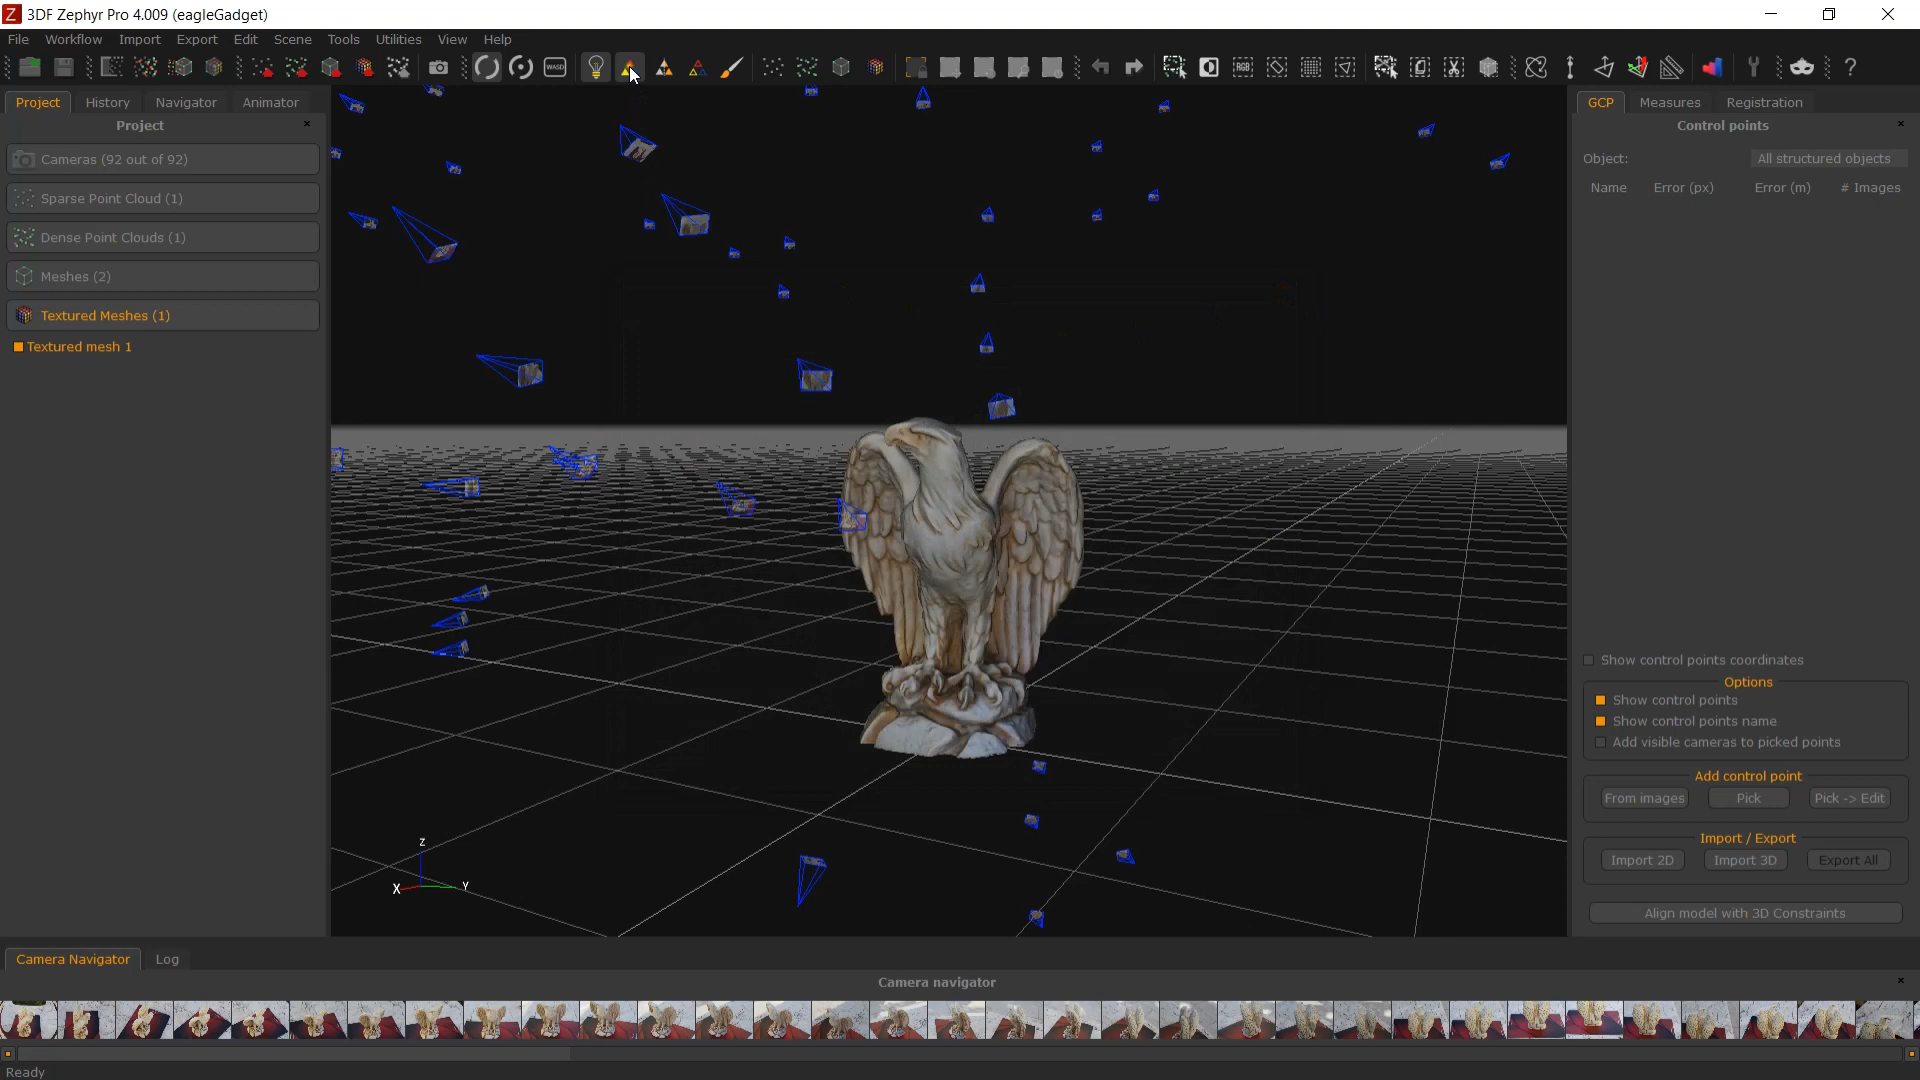 3DF Zephyr Pro 4.009 (eagleGadget)
File Workflow Import Export Edit Scene Tools Utilities View Help
WASD
RGB
Project History Navigator Animator
Project
Cameras (92 out of 92)
Sparse Point Cloud (1)
Dense Point Clouds (1)
Meshes (2)
Textured Meshes (1)
Textured mesh 1
Z
X Y
GCP Measures Registration
Control points
Object: All structured objects
Name Error (px) Error (m) # Images
Show control points coordinates
Options
Show control points
Show control points name
Add visible cameras to picked points
Add control point
From images Pick Pick -> Edit
Import / Export
Import 2D Import 3D Export All
Align model with 3D Constraints
Camera Navigator Log
Camera navigator
Ready